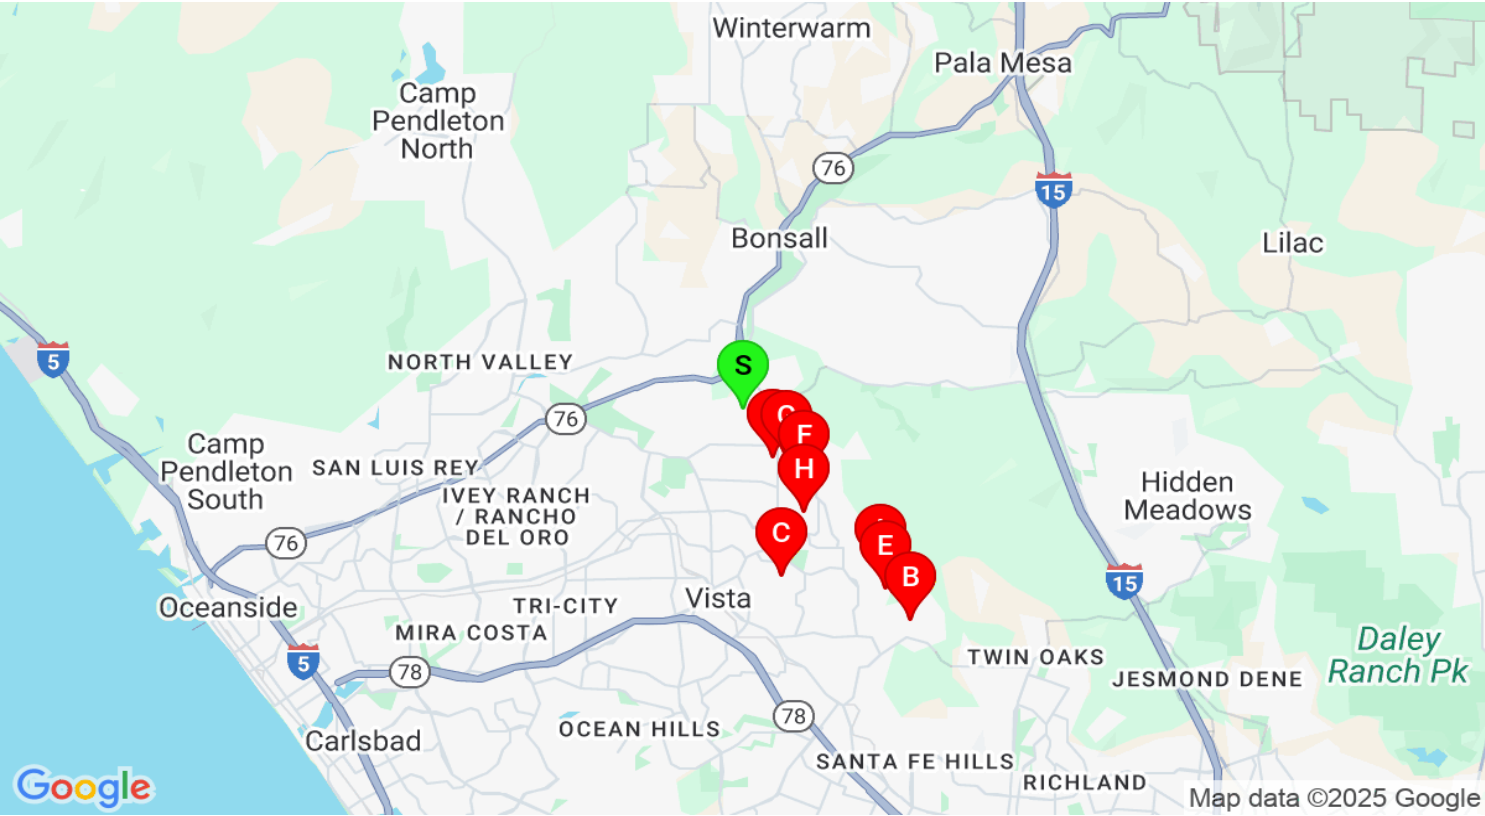 Winterwarm
Pala Mesa
Camp
Pendleton
North
76
15
Bonsall
Lilac
5
NORTH VALLEY
S
76
G
F
Camp
Pendleton
South
SAN LUIS REY
H
IVEY RANCH
/ RANCHO
DEL ORO
Hidden
Meadows
C
E
76
B
15
Oceanside
TRI-CITY
Vista
MIRA COSTA
5
78
TWIN OAKS
Daley
Ranch Pk
JESMOND DENE
78
OCEAN HILLS
Carlsbad
SANTA FE HILLS
RICHLAND
Google
Map data ©2025 Google